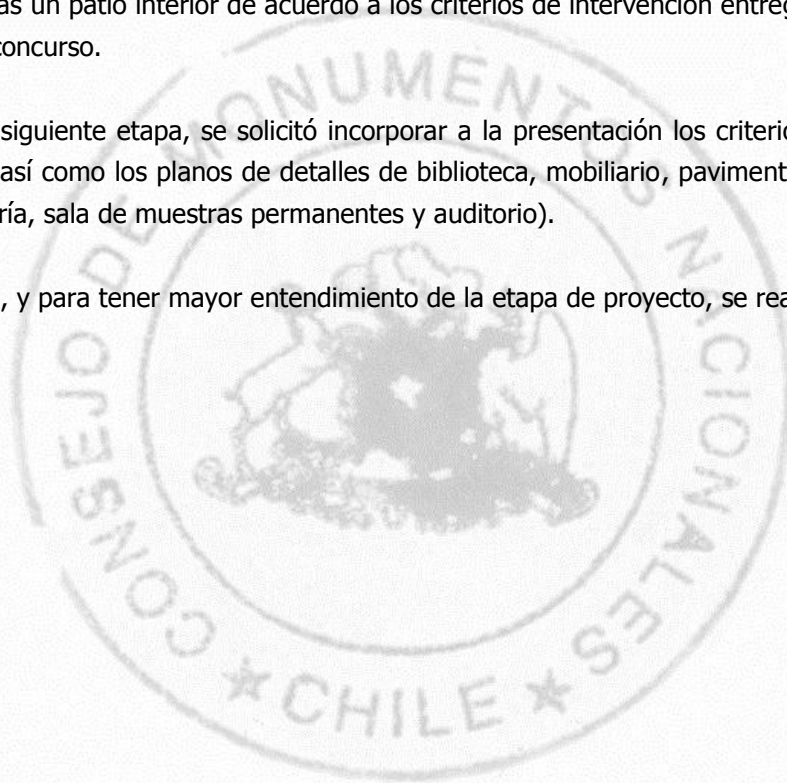 as un patio interior de acuerdo a los criterios de intervención entreg
concurso.
siguiente etapa, se solicitó incorporar a la presentación los criterio
así como los planos de detalles de biblioteca, mobiliario, paviment
ría, sala de muestras permanentes y auditorio).
, y para tener mayor entendimiento de la etapa de proyecto, se rea
CONSEJO DE MONUMENTOS NACIONALES
★ CHILE ★